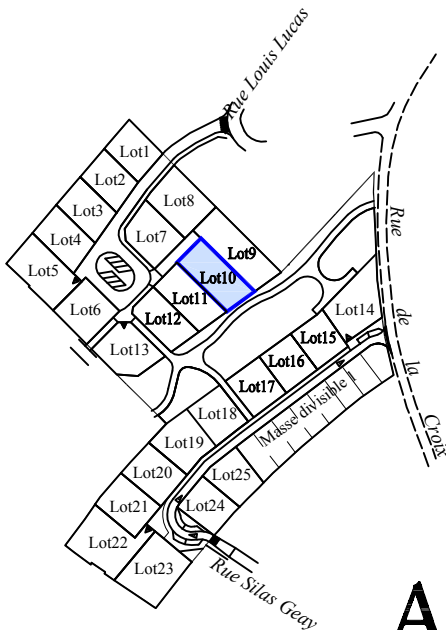 Rue Louis Lucas
Lot1
Lot2
Lot3
Lot4
Lot5
Lot6
Lot7
Lot8
Lot9
Lot10
Lot11
Lot12
Lot13
Lot14
Lot15
Lot16
Lot17
Lot18
Lot19
Lot20
Lot21
Lot22
Lot23
Lot24
Lot25
Masse divisible 1
Rue de la Croix
Rue Silas Geay
A